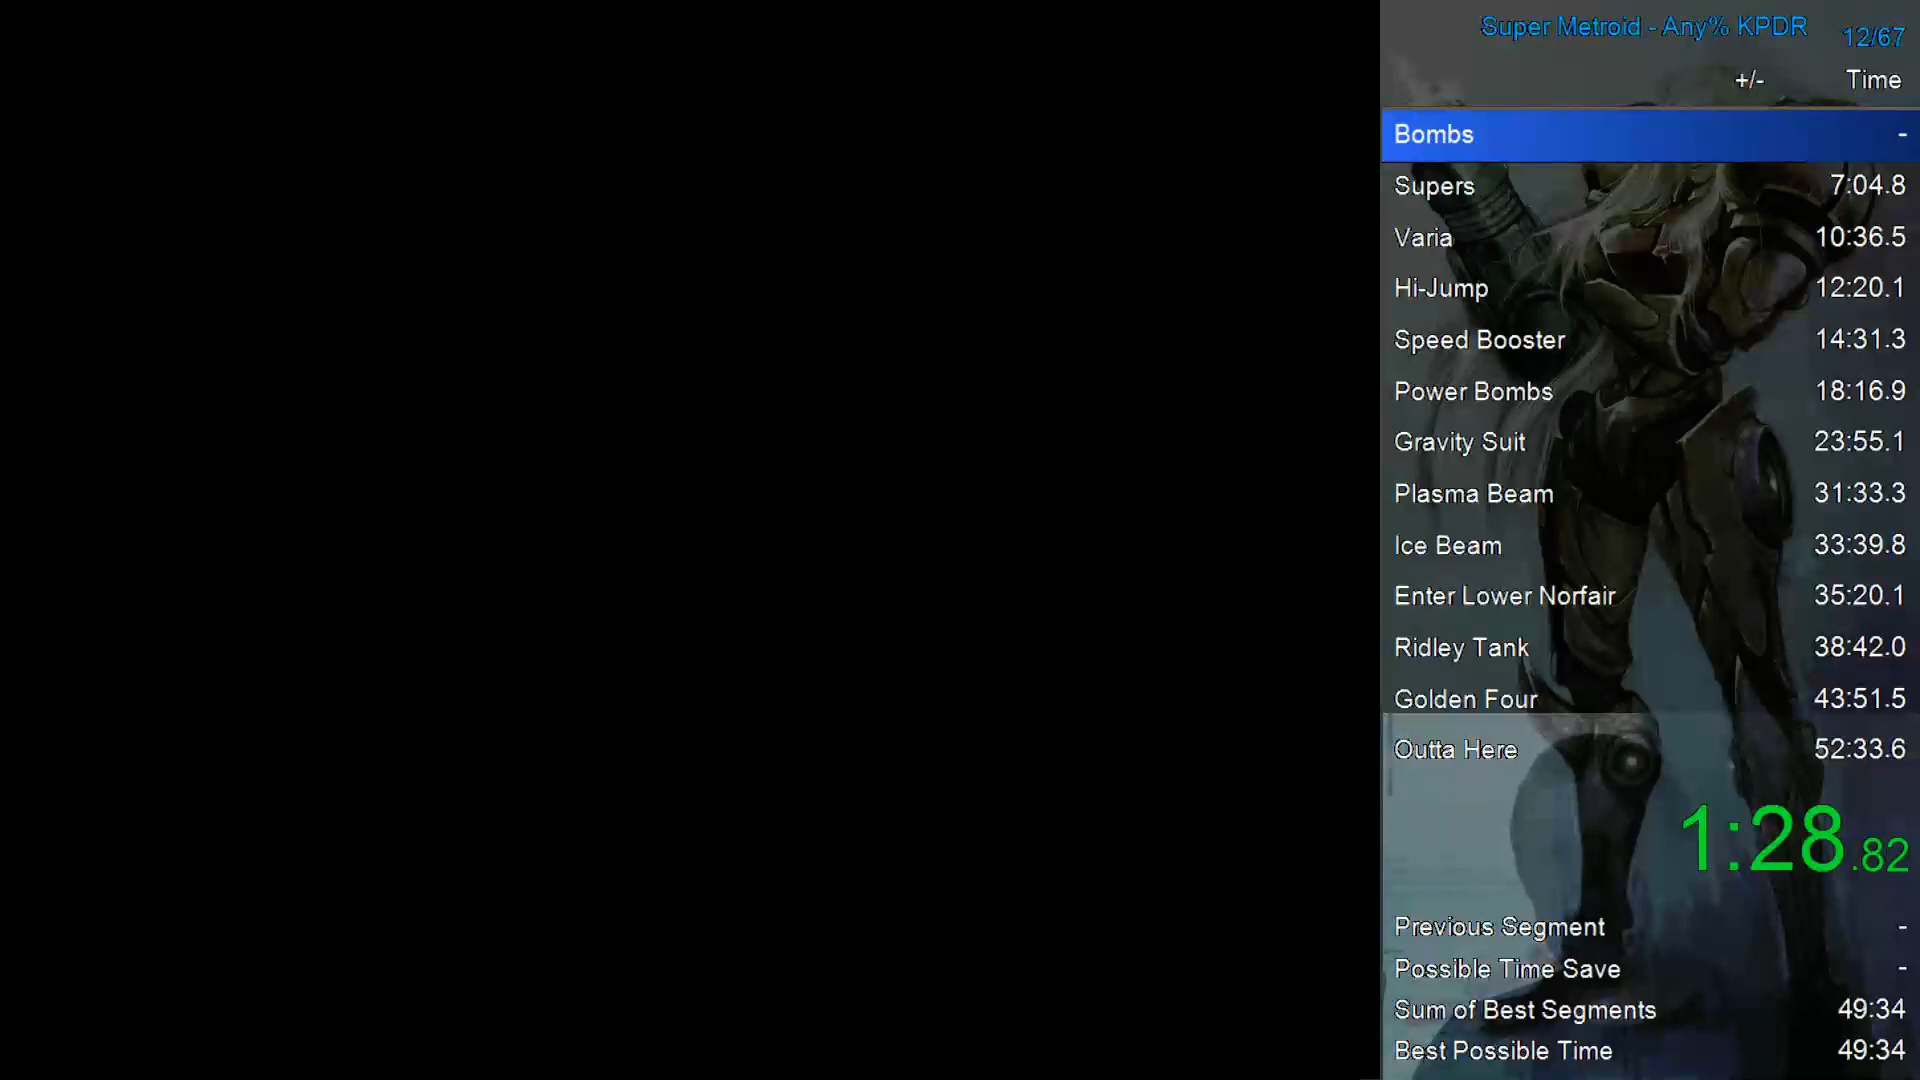 Super Metroid - Any% KPDR 12/67
+/- Time
Bombs -
Supers 7:04.8
Varia 10:36.5
Hi-Jump 12:20.1
Speed Booster 14:31.3
Power Bombs 18:16.9
Gravity Suit 23:55.1
Plasma Beam 31:33.3
Ice Beam 33:39.8
Enter Lower Norfair 35:20.1
Ridley Tank 38:42.0
Golden Four 43:51.5
Outta Here 52:33.6
1:28.82
Previous Segment -
Possible Time Save -
Sum of Best Segments 49:34
Best Possible Time 49:34